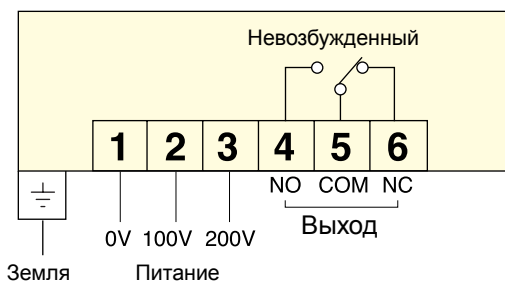 Невозбужденный
1 2 3 4 5 6
NO COM NC
0V 100V 200V
Выход
Земля Питание